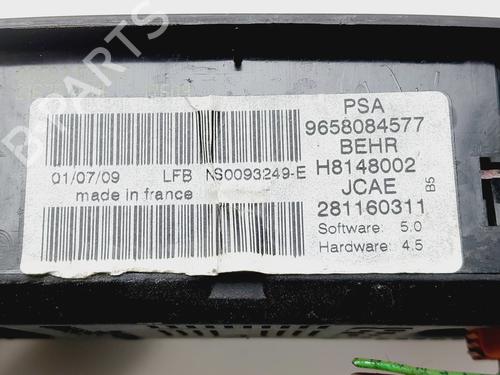 PSA
9658084577
BEHR
H8148002
JCAE
281160311
B5
Software: 5.0
Hardware: 4.5
01/07/09 LFB NS0093249-E
made in france